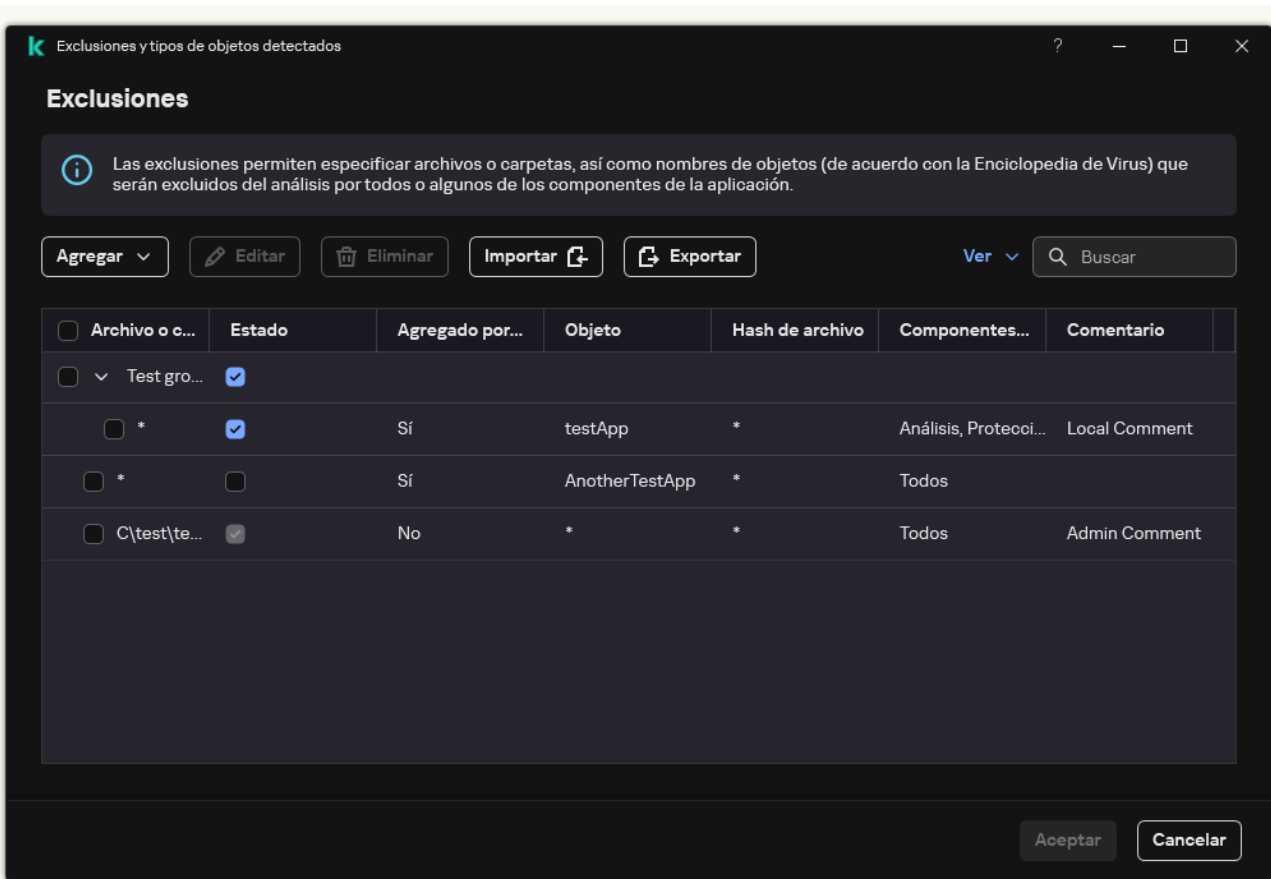 Exclusiones y tipos de objetos detectados
Exclusiones
Las exclusiones permiten especificar archivos o carpetas, así como nombres de objetos (de acuerdo con la Enciclopedia de Virus) que
serán excluidos del análisis por todos o algunos de los componentes de la aplicación.
Agregar Editar Eliminar Importar Exportar Ver Buscar
Archivo o c... Estado Agregado por... Objeto Hash de archivo Componentes... Comentario
Test gro...
* Sí testApp * Análisis, Protecci... Local Comment
* Sí AnotherTestApp * Todos
C\test\te... No * * Todos Admin Comment
Aceptar Cancelar